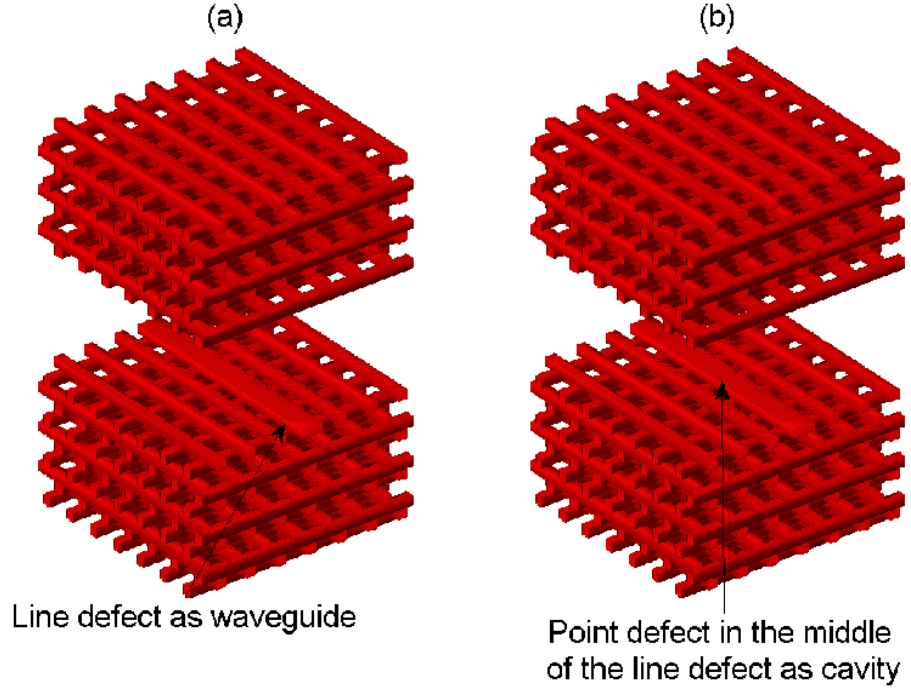 (a)
(b)
Line defect as waveguide
Point defect in the middle
of the line defect as cavity